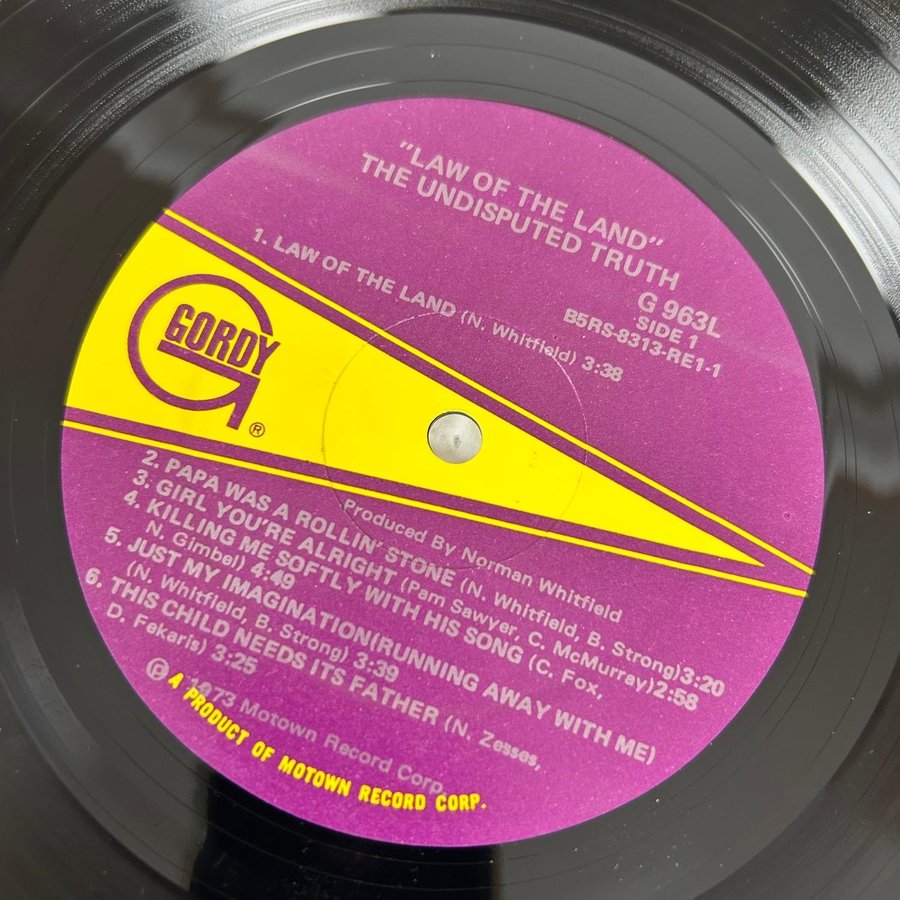 "LAW OF THE LAND"
THE UNDISPUTED TRUTH
G 963L
SIDE 1
B5RS-8313-RE1-1
1. LAW OF THE LAND (N. Whitfield) 3:38
GORDY
®
Produced By Norman Whitfield
2. PAPA WAS A ROLLIN' STONE (N. Whitfield, B. Strong)3:20
3. GIRL YOU'RE ALRIGHT (Pam Sawyer, C. McMurray)2:58
4. KILLING ME SOFTLY WITH HIS SONG (C. Fox,
N. Gimbel) 4:49
5. JUST MY IMAGINATION(RUNNING AWAY WITH ME)
(N. Whitfield, B. Strong) 3:39
6. THIS CHILD NEEDS ITS FATHER (N. Zesses,
D. Fekaris) 3:25
℗ 1973 Motown Record Corp.
A PRODUCT OF MOTOWN RECORD CORP.